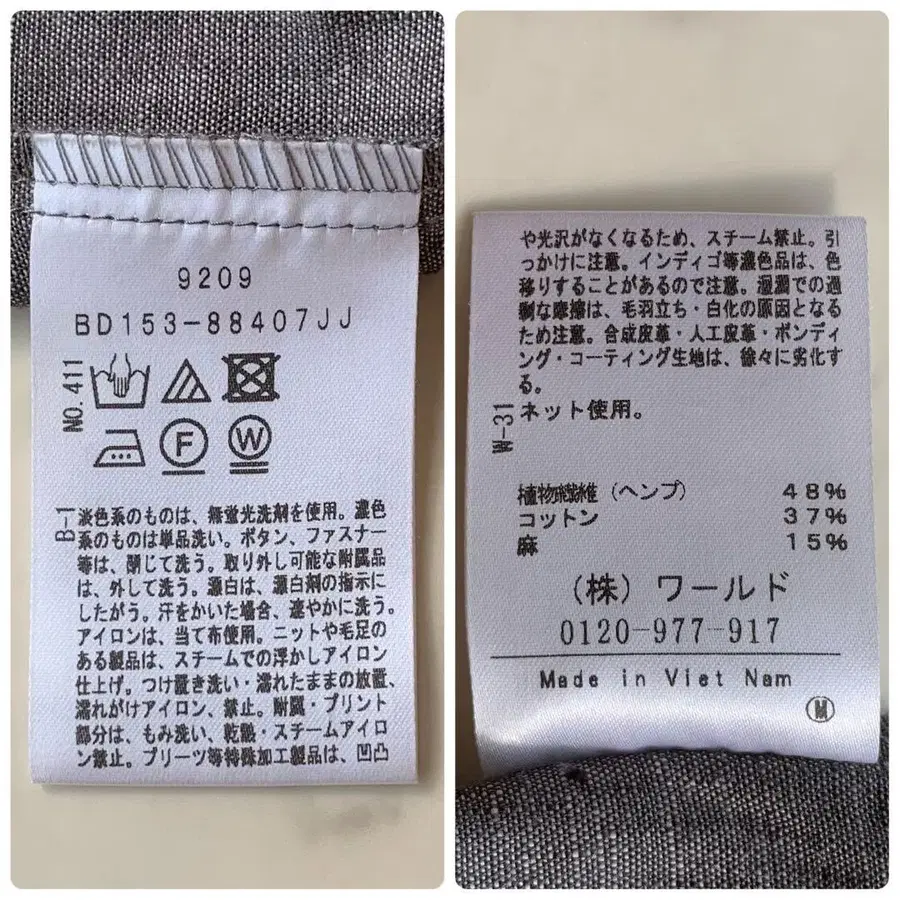 9209
BD153-88407JJ
NO.411
F
W
B-1
淡色系のものは、無蛍光洗剤を使用。濃色
系のものは単品洗い。ボタン、ファスナー
等は、閉じて洗う。取り外し可能な附属品
は、外して洗う。漂白は、漂白剤の指示に
したがう。汗をかいた場合、速やかに洗う。
アイロンは、当て布使用。ニットや毛足の
ある製品は、スチームでの浮かしアイロン
仕上げ。つけ置き洗い・濡れたままの放置、
濡れがけアイロン、禁止。附属・プリント
部分は、もみ洗い、乾熱・スチームアイロ
ン禁止。プリーツ等特殊加工製品は、凹凸
や光沢がなくなるため、スチーム禁止。引
っかけに注意。インディゴ等濃色品は、色
移りすることがあるので注意。湿潤での過
剰な摩擦は、毛羽立ち・白化の原因となる
ため注意。合成皮革・人工皮革・ボンディ
ング・コーティング生地は、徐々に劣化す
る。
W-31
ネット使用。
植物繊維（ヘンプ） 48%
コットン 37%
麻 15%
（株）ワールド
0120-977-917
Made in Viet Nam
M